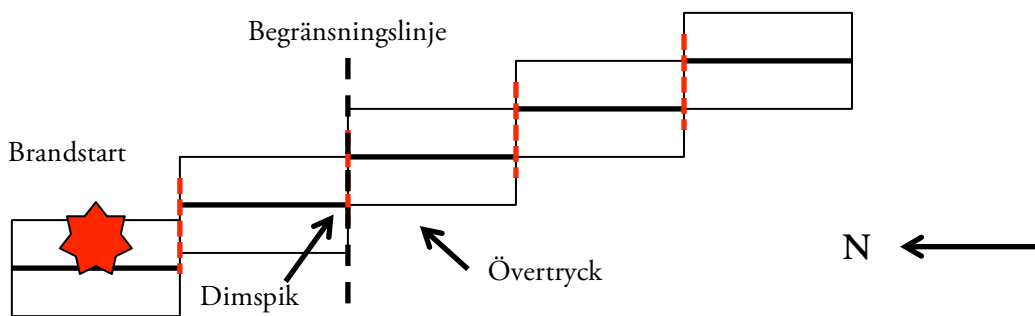 Begränsningslinje
Brandstart
Övertryck
Dimspik
N